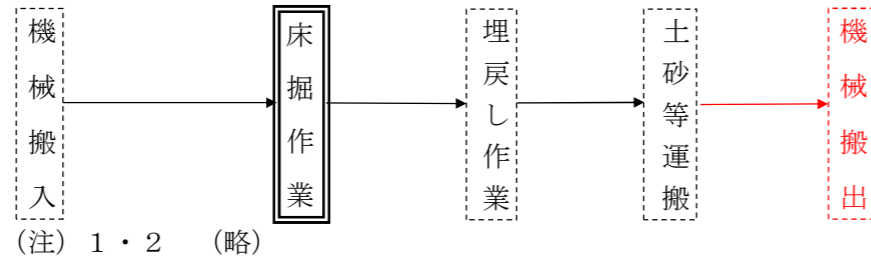 機械搬入
床掘作業
埋戻し作業
土砂等運搬
機械搬出
(注) 1・2 (略)